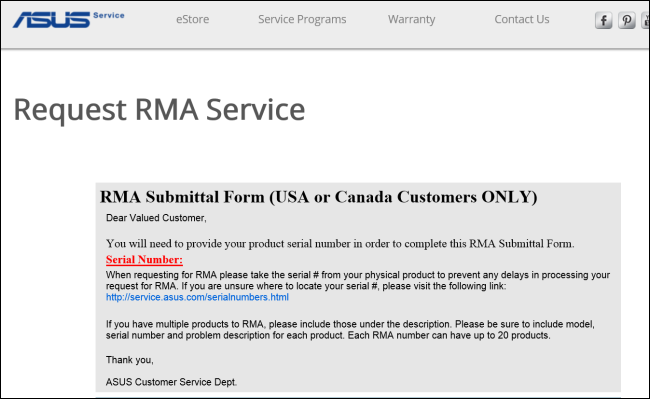 ASUS Service
eStore Service Programs Warranty Contact Us
Request RMA Service
RMA Submittal Form (USA or Canada Customers ONLY)
Dear Valued Customer,
You will need to provide your product serial number in order to complete this RMA Submittal Form.
Serial Number:
When requesting for RMA please take the serial # from your physical product to prevent any delays in processing your
request for RMA. If you are unsure where to locate your serial #, please visit the following link:
http://service.asus.com/serialnumbers.html
If you have multiple products to RMA, please include those under the description. Please be sure to include model,
serial number and problem description for each product. Each RMA number can have up to 20 products.
Thank you,
ASUS Customer Service Dept.